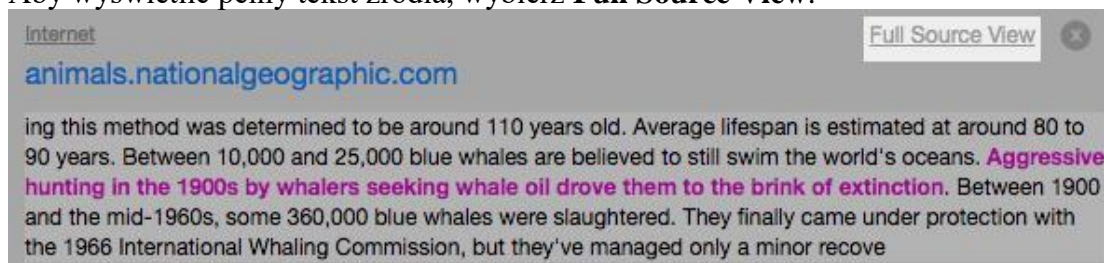 Aby wyświetlić pełny tekst źródła, wybierz Full Source View.
Internet
Full Source View
animals.nationalgeographic.com
ing this method was determined to be around 110 years old. Average lifespan is estimated at around 80 to
90 years. Between 10,000 and 25,000 blue whales are believed to still swim the world's oceans. Aggressive
hunting in the 1900s by whalers seeking whale oil drove them to the brink of extinction. Between 1900
and the mid-1960s, some 360,000 blue whales were slaughtered. They finally came under protection with
the 1966 International Whaling Commission, but they've managed only a minor recove